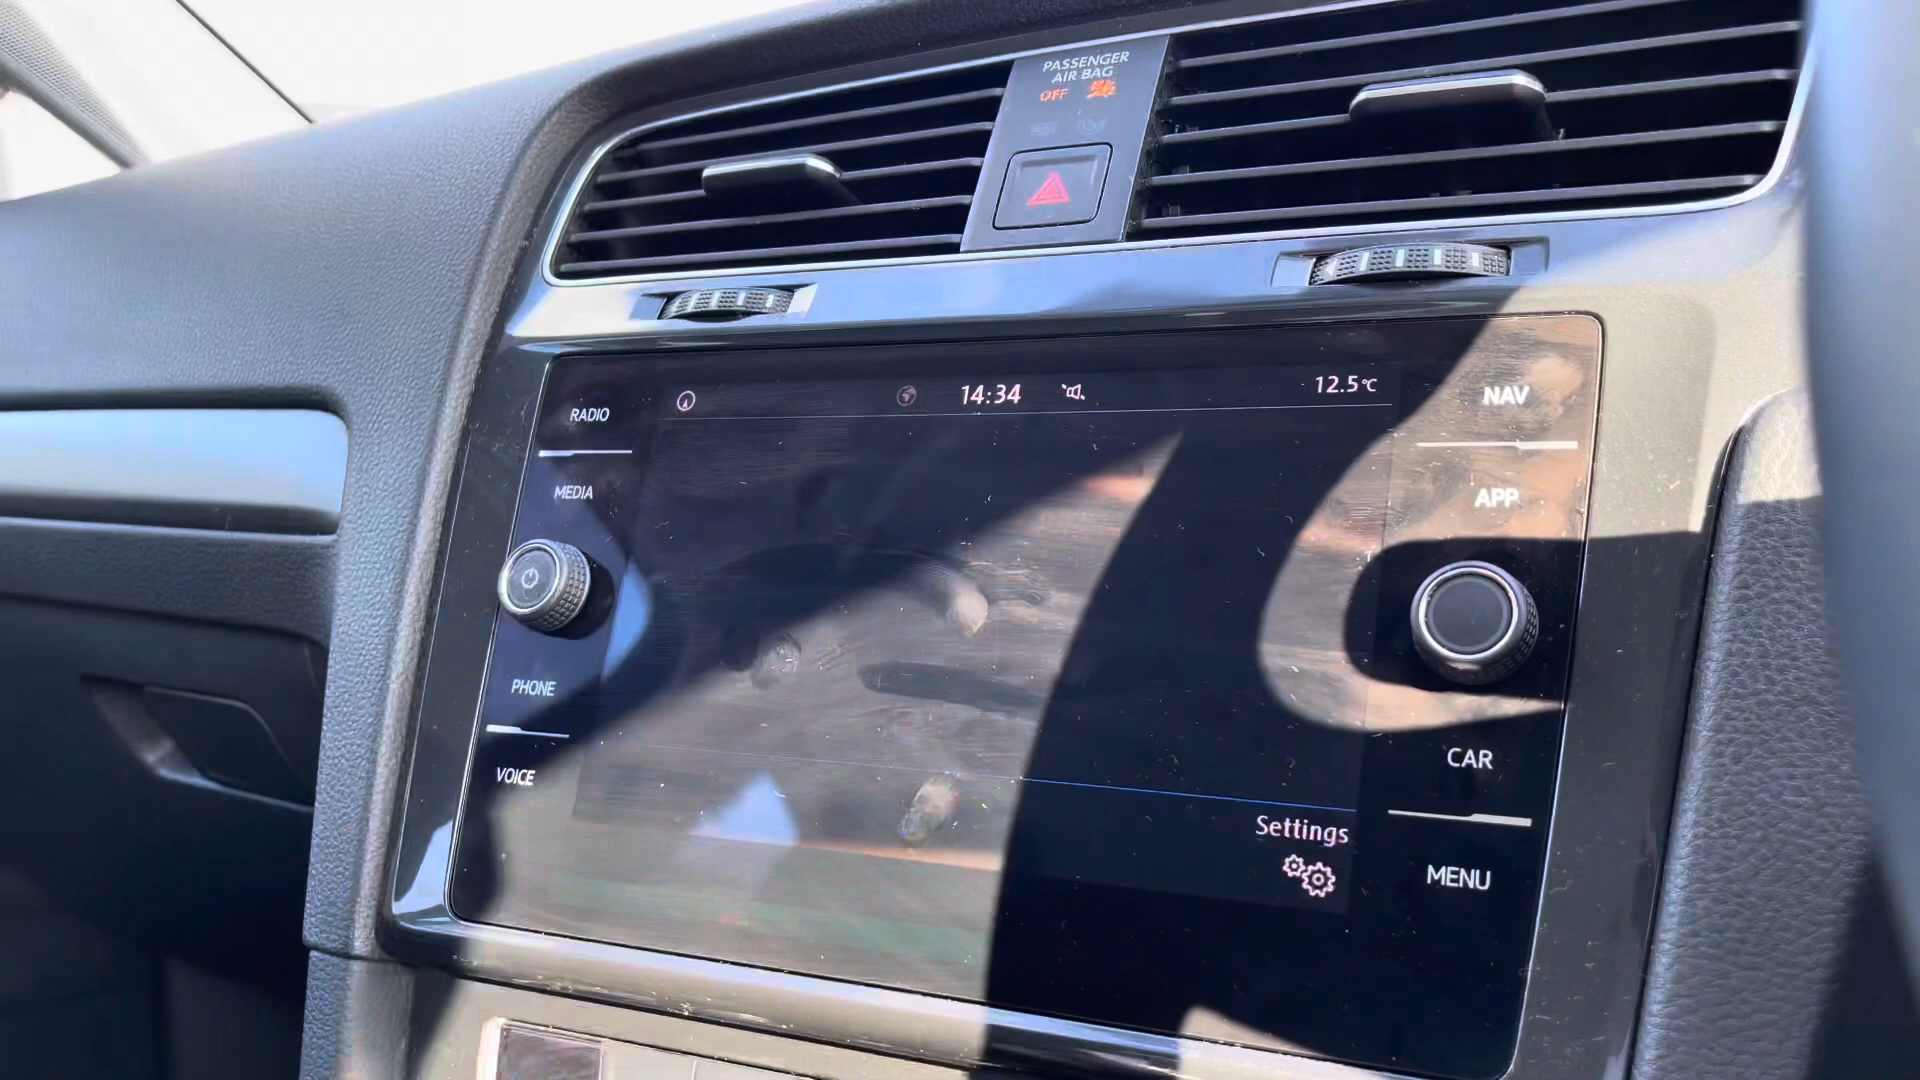 PASSENGER
AIR BAG
OFF
RADIO
14:34
12.5°C
NAV
MEDIA
APP
PHONE
CAR
VOICE
Settings
MENU